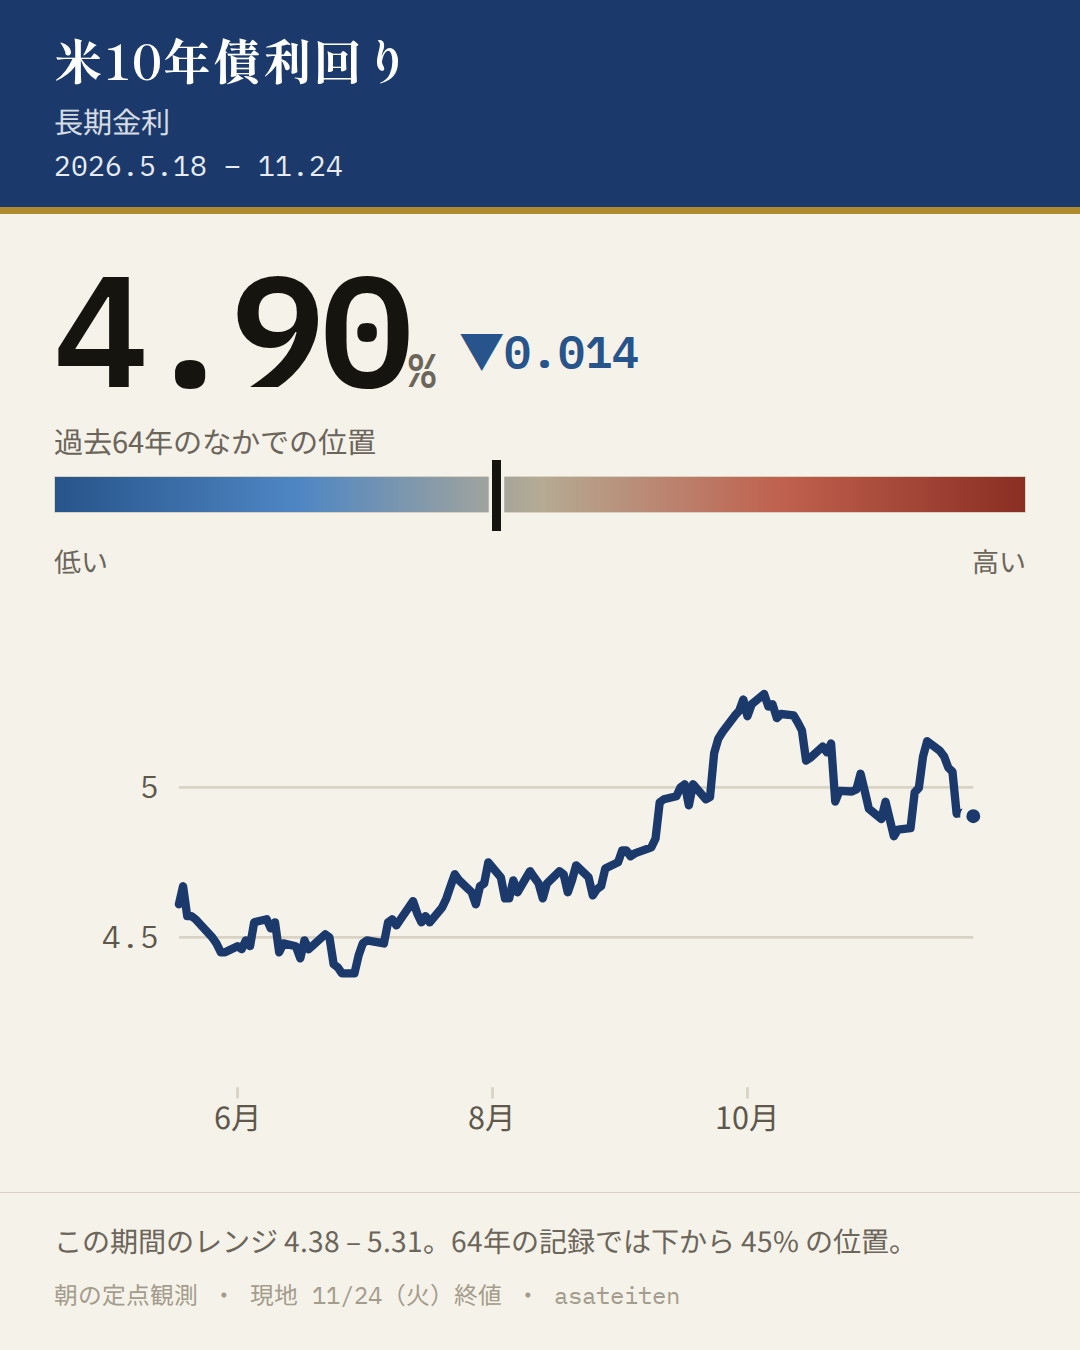 米10年債利回り
長期金利
2026.5.18 – 11.24
4.90% ▼0.014
過去64年のなかでの位置
低い 高い
5
4.5
6月 8月 10月
この期間のレンジ 4.38 – 5.31。64年の記録では下から 45% の位置。
朝の定点観測 ・ 現地 11/24（火）終値 ・ asateiten